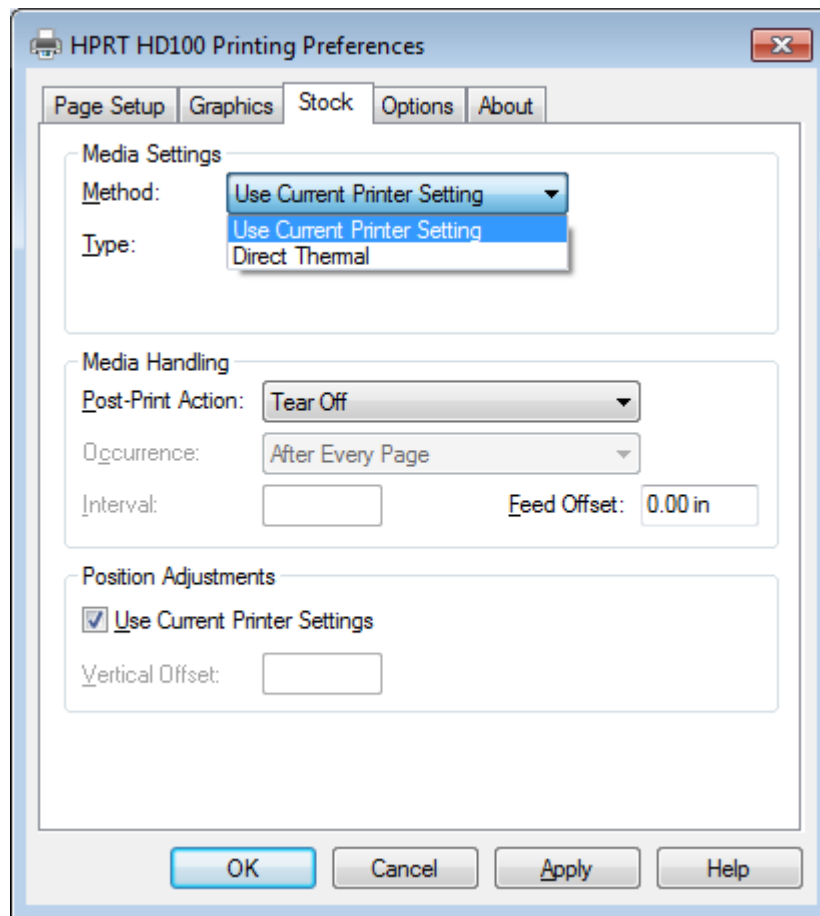 HPRT HD100 Printing Preferences
Page Setup Graphics Stock Options About
Media Settings
Method: Use Current Printer Setting
Use Current Printer Setting
Type:
Direct Thermal
Media Handling
Post-Print Action: Tear Off
Occurrence: After Every Page
Interval: Feed Offset: 0.00 in
Position Adjustments
Use Current Printer Settings
Vertical Offset:
OK Cancel Apply Help